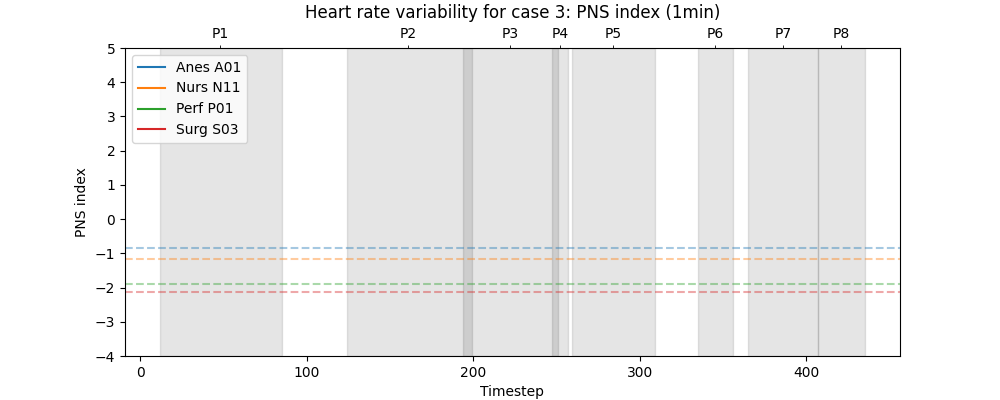 Heart rate variability for case 3: PNS index (1min)
P1 P2 P3 P4 P5 P6 P7 P8
Anes A01
Nurs N11
Perf P01
Surg S03
5
4
3
2
1
0
−1
−2
−3
−4
PNS index
0 100 200 300 400
Timestep